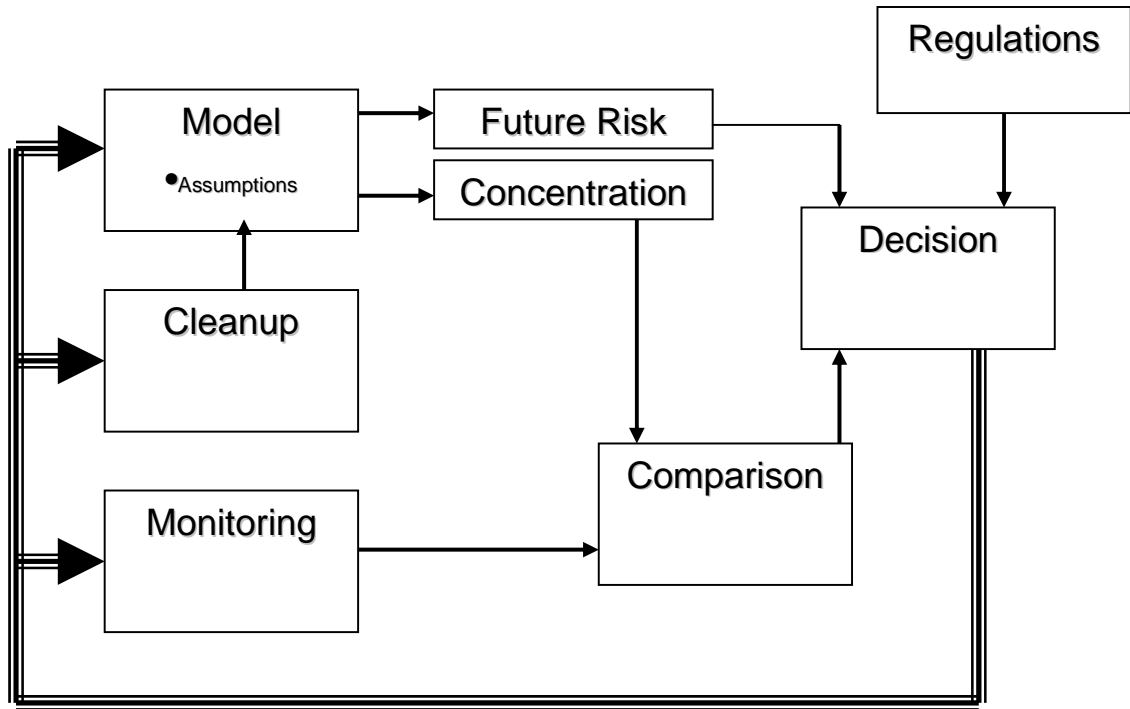 Regulations
Model
•Assumptions
Future Risk
Concentration
Decision
Cleanup
Comparison
Monitoring